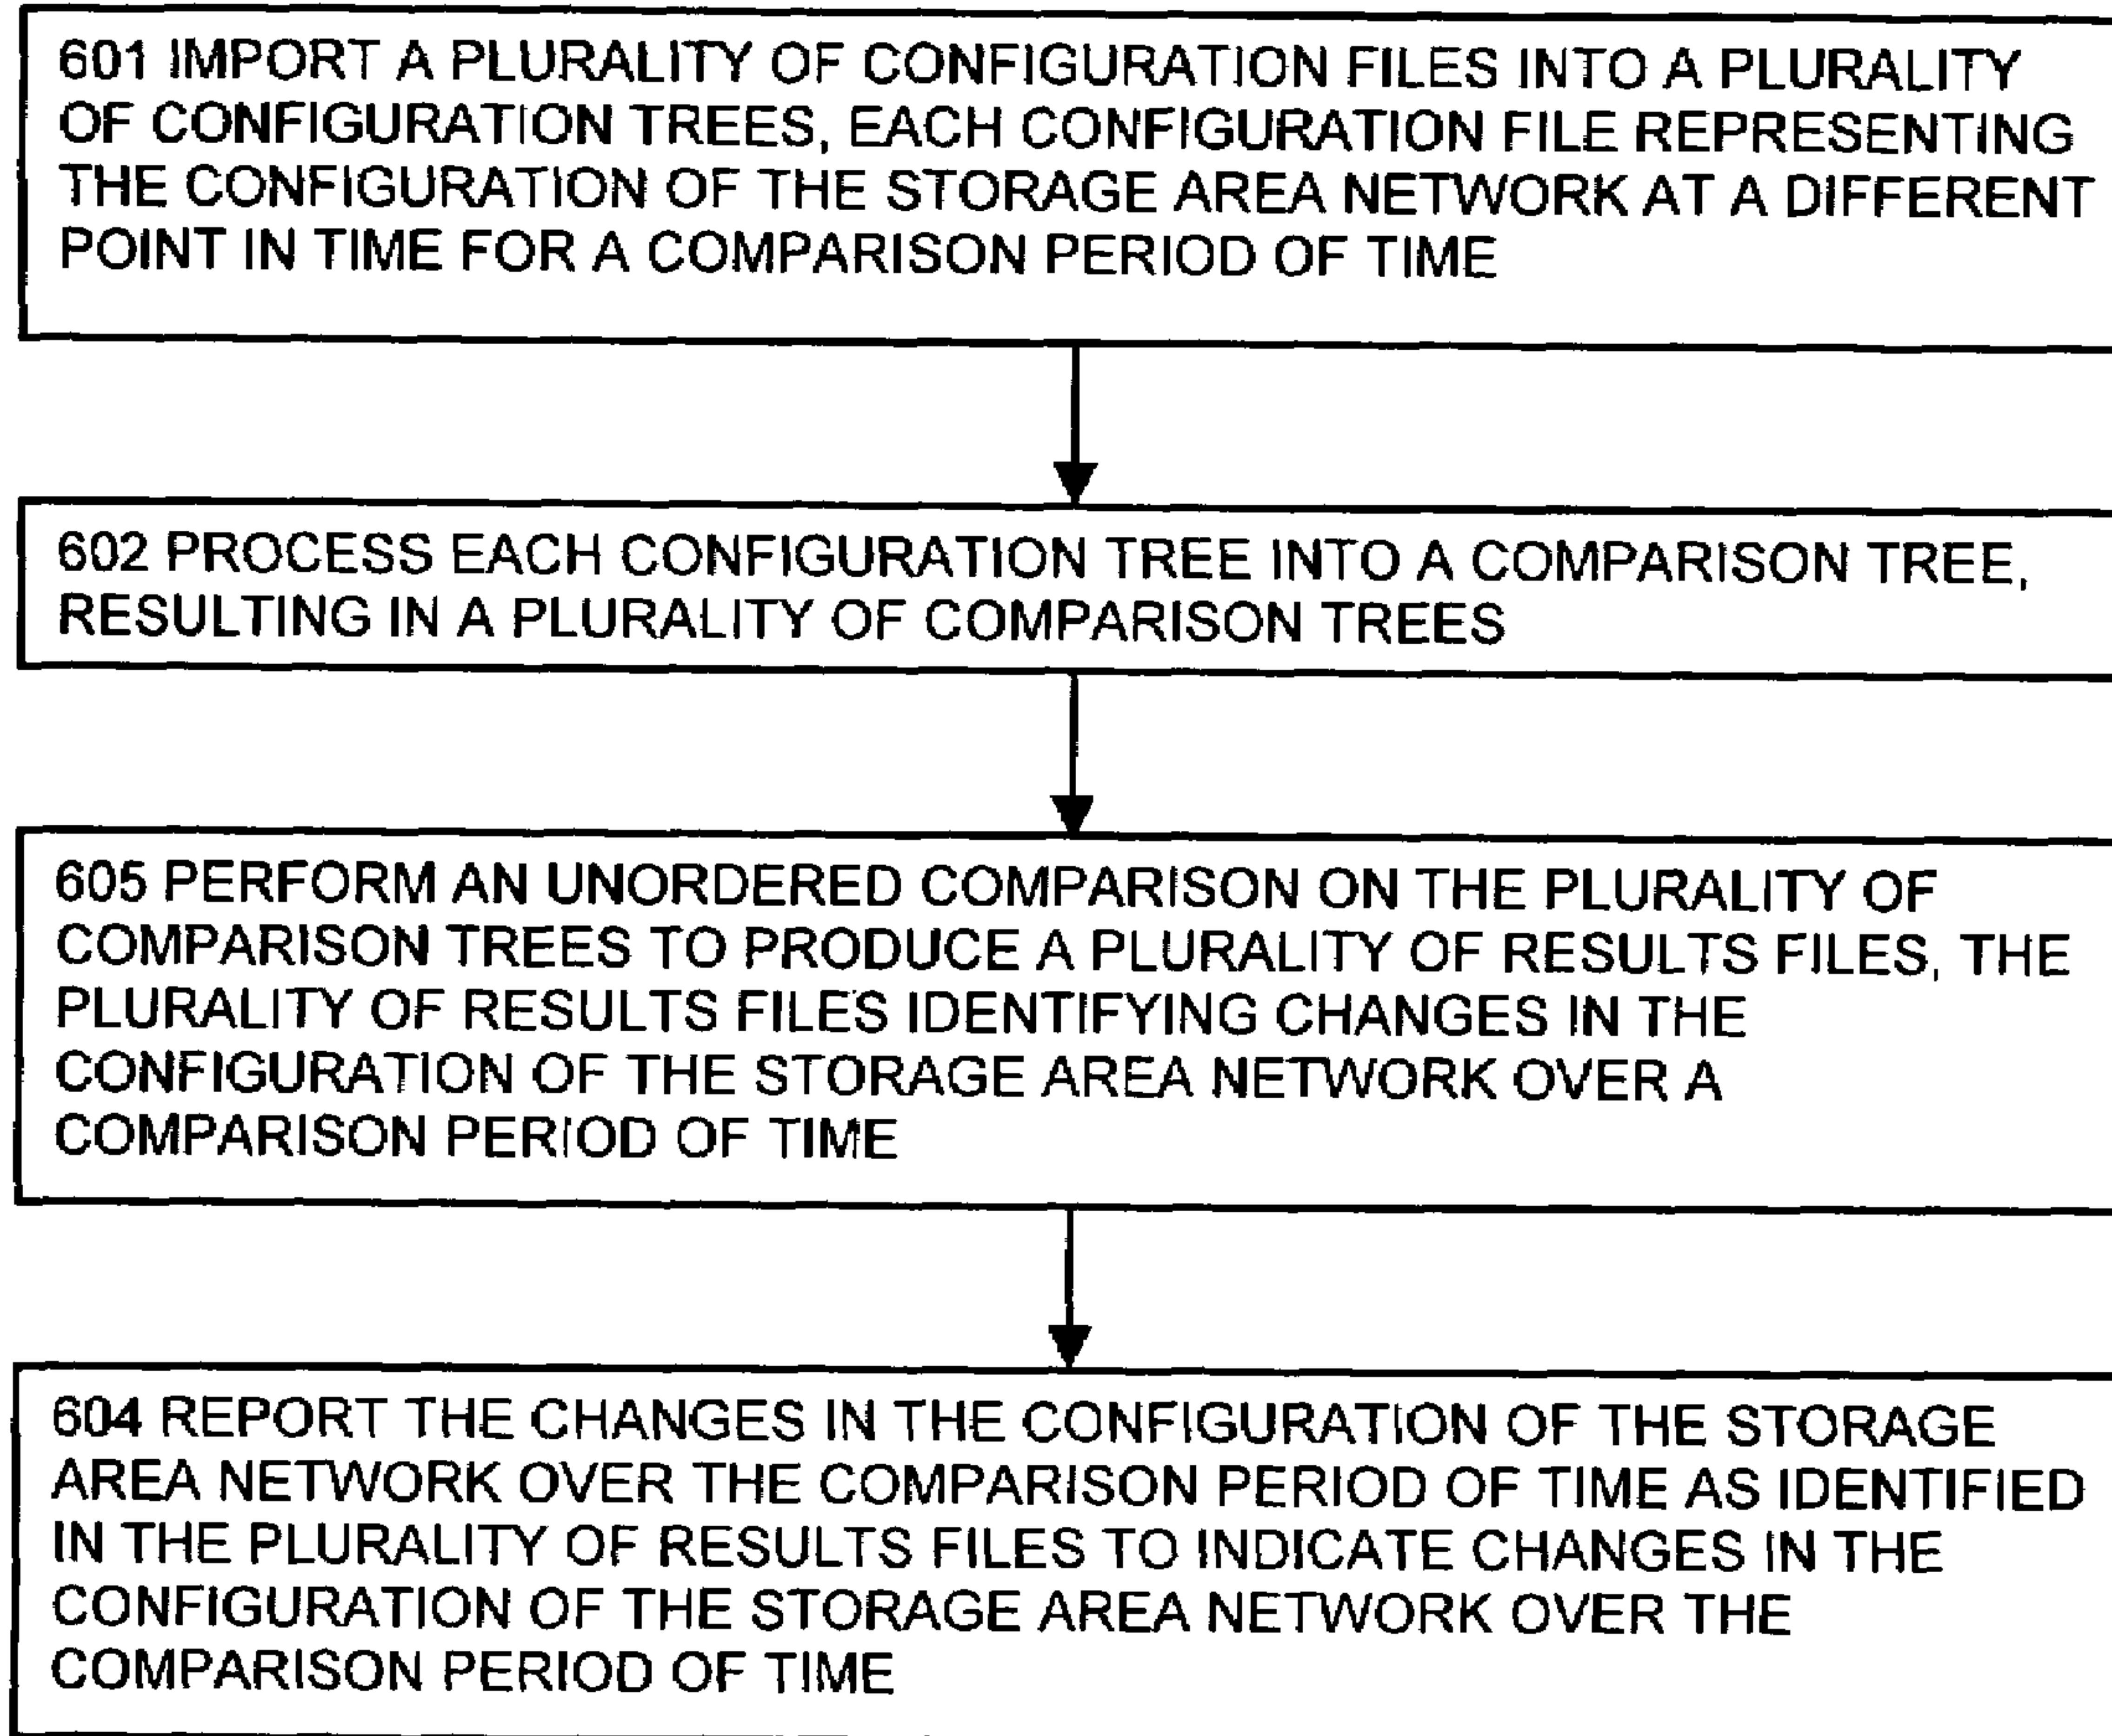 601 IMPORT A PLURALITY OF CONFIGURATION FILES INTO A PLURALITY
OF CONFIGURATION TREES, EACH CONFIGURATION FILE REPRESENTING
THE CONFIGURATION OF THE STORAGE AREA NETWORK AT A DIFFERENT
POINT IN TIME FOR A COMPARISON PERIOD OF TIME
602 PROCESS EACH CONFIGURATION TREE INTO A COMPARISON TREE,
RESULTING IN A PLURALITY OF COMPARISON TREES
605 PERFORM AN UNORDERED COMPARISON ON THE PLURALITY OF
COMPARISON TREES TO PRODUCE A PLURALITY OF RESULTS FILES, THE
PLURALITY OF RESULTS FILES IDENTIFYING CHANGES IN THE
CONFIGURATION OF THE STORAGE AREA NETWORK OVER A
COMPARISON PERIOD OF TIME
604 REPORT THE CHANGES IN THE CONFIGURATION OF THE STORAGE
AREA NETWORK OVER THE COMPARISON PERIOD OF TIME AS IDENTIFIED
IN THE PLURALITY OF RESULTS FILES TO INDICATE CHANGES IN THE
CONFIGURATION OF THE STORAGE AREA NETWORK OVER THE
COMPARISON PERIOD OF TIME